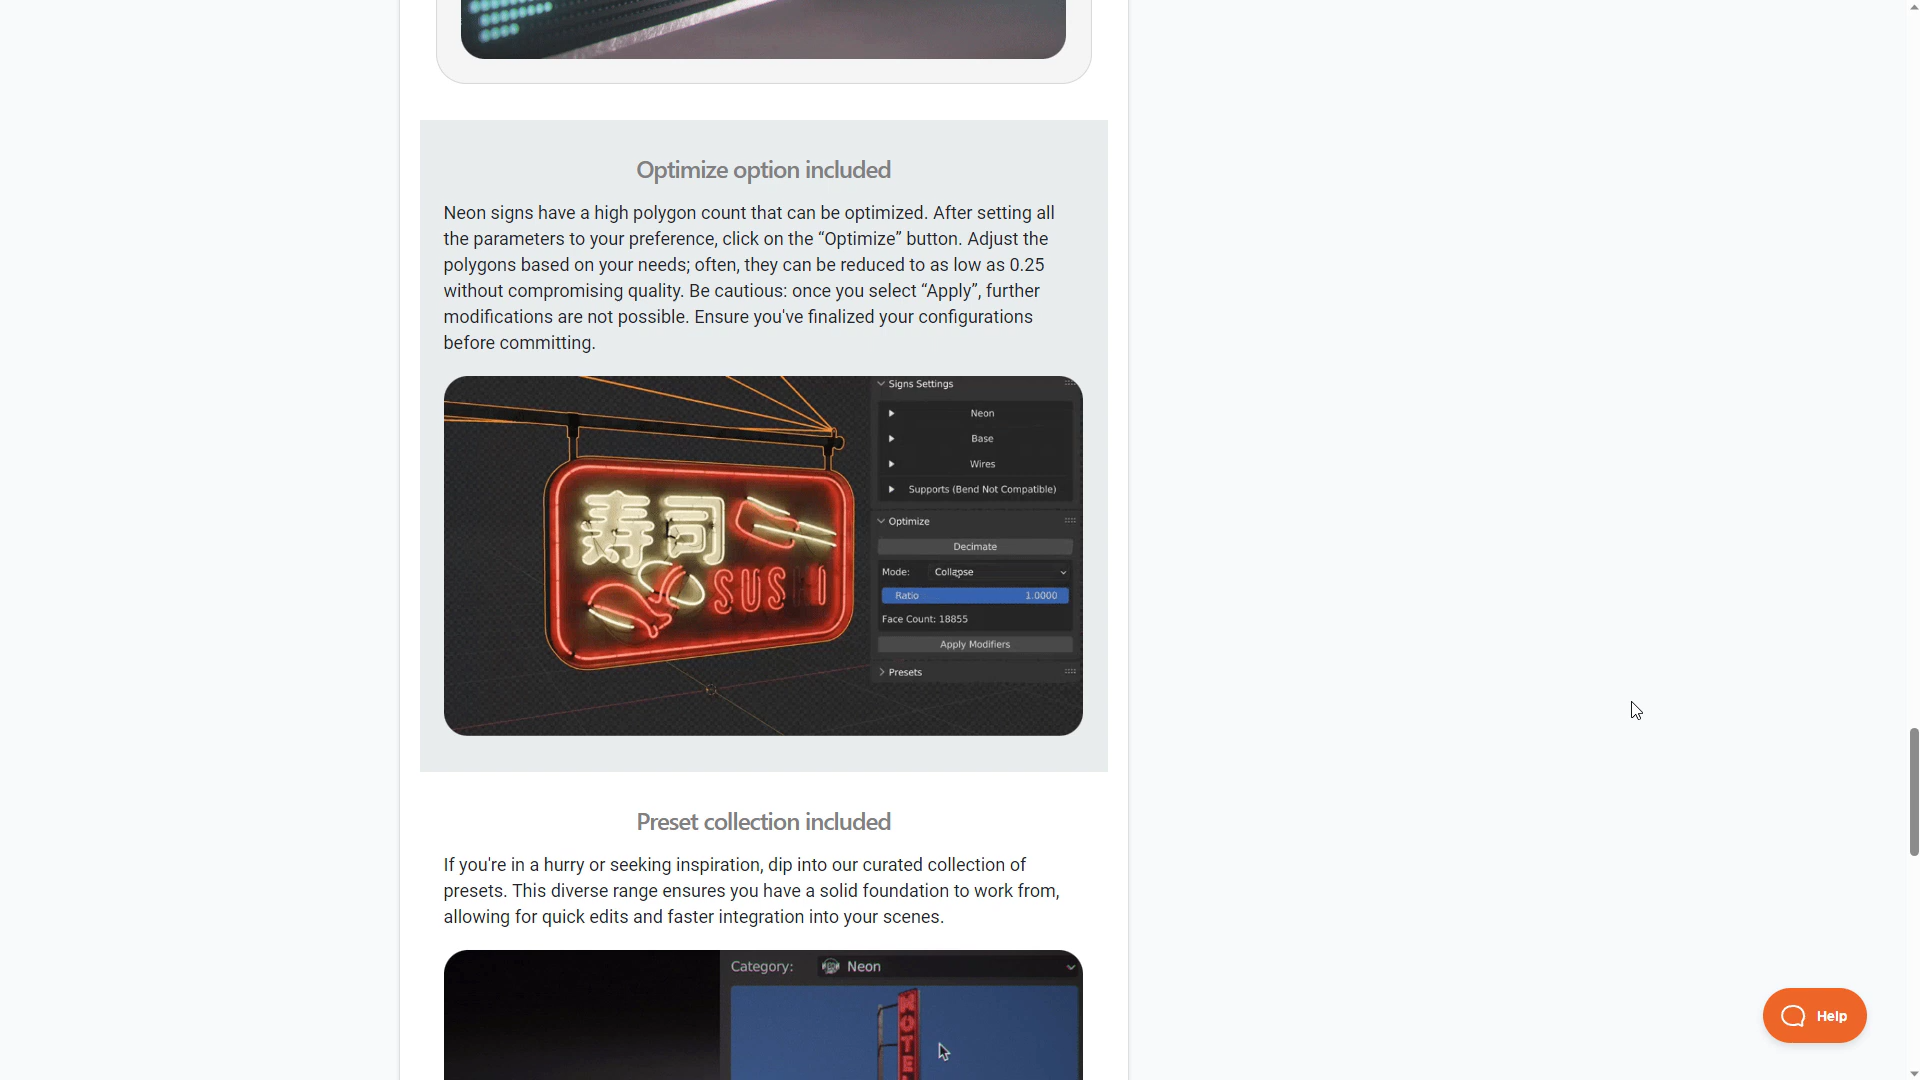 Optimize option included
Neon signs have a high polygon count that can be optimized. After setting all
the parameters to your preference, click on the “Optimize” button. Adjust the
polygons based on your needs; often, they can be reduced to as low as 0.25
without compromising quality. Be cautious: once you select “Apply”, further
modifications are not possible. Ensure you've finalized your configurations
before committing.
Signs Settings
Neon
Base
Wires
Supports (Bend Not Compatible)
Optimize
Decimate
Mode: Collapse
Ratio 1.0000
Face Count: 18855
Apply Modifiers
Presets
寿司
SUSHI
Preset collection included
If you're in a hurry or seeking inspiration, dip into our curated collection of
presets. This diverse range ensures you have a solid foundation to work from,
allowing for quick edits and faster integration into your scenes.
Category: Neon
MOTEL
Help